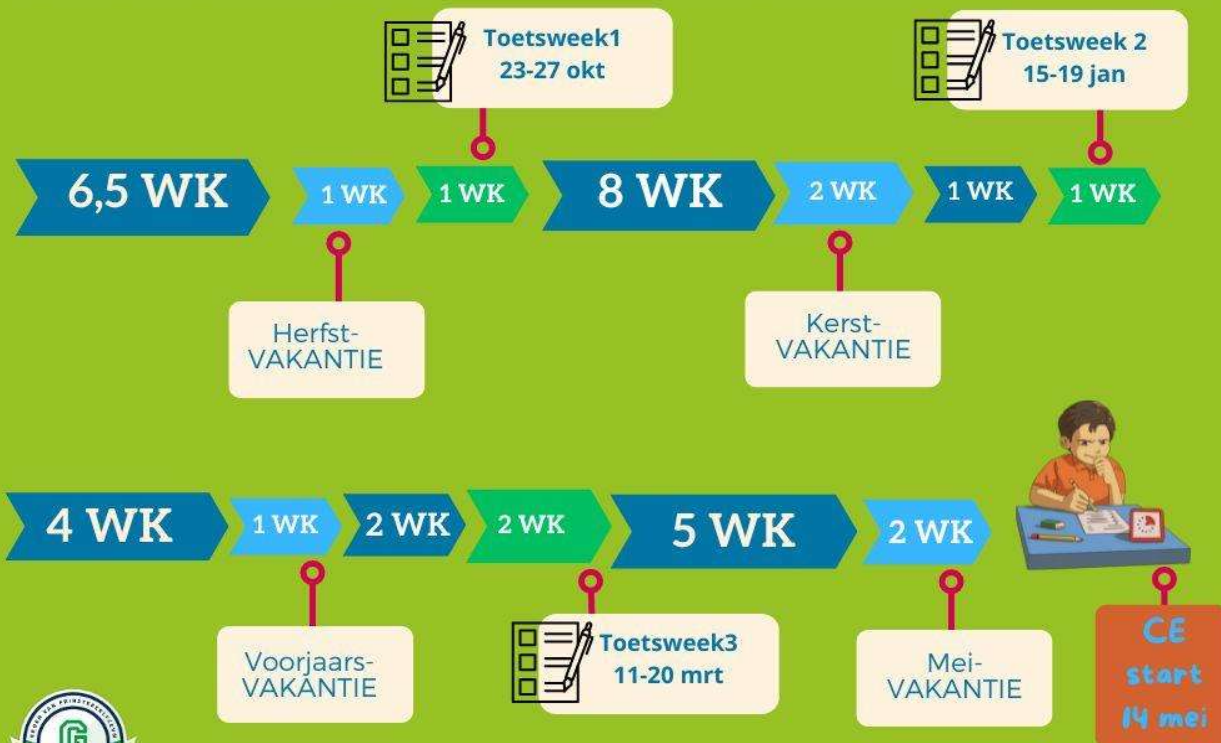 Toetsweek1
23-27 okt
Toetsweek 2
15-19 jan
6,5 WK
1 WK
1 WK
8 WK
2 WK
1 WK
1 WK
Herfst-
VAKANTIE
Kerst-
VAKANTIE
4 WK
1 WK
2 WK
2 WK
5 WK
2 WK
Voorjaars-
VAKANTIE
Toetsweek3
11-20 mrt
Mei-
VAKANTIE
CE
start
14 mei
G